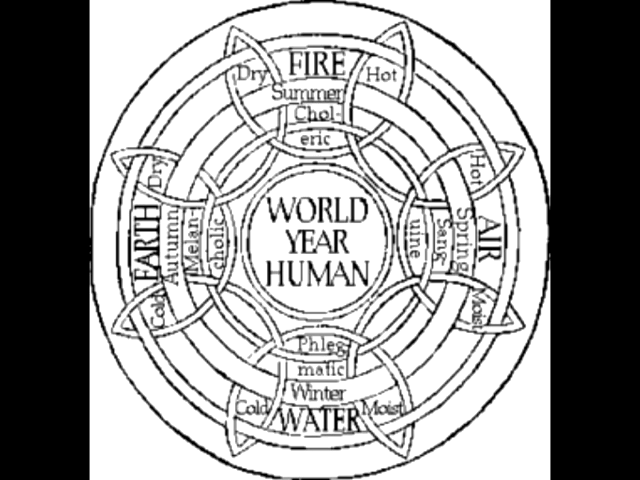 FIRE
Dry
Hot
Summer
Chol-
eric
Dry
EARTH
Autumn
Melan-
cholic
Cold
WORLD
YEAR
HUMAN
Hot
AIR
Spring
Sang
uine
Moist
Phleg
matic
Winter
Cold
WATER
Moist